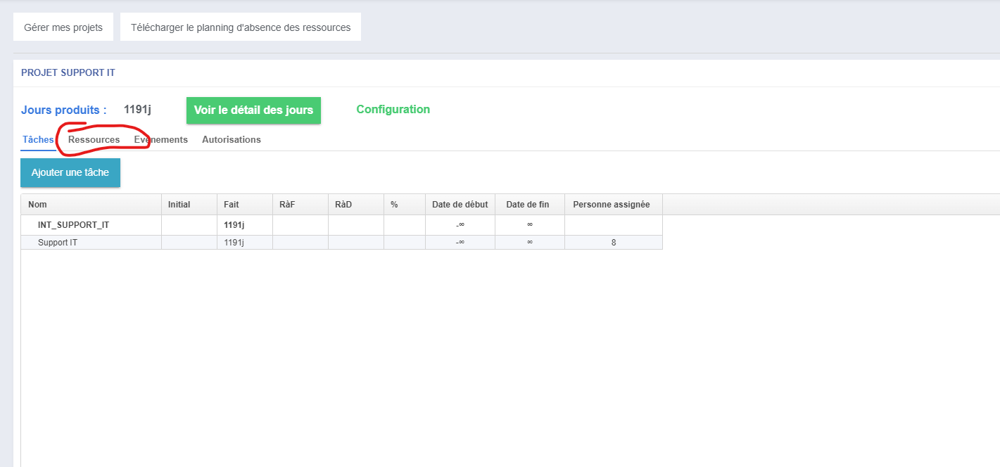 Gérer mes projets Télécharger le planning d'absence des ressources
PROJET SUPPORT IT
Jours produits : 1191j Voir le détail des jours Configuration
Tâches Ressources Evénements Autorisations
Ajouter une tâche
Nom Initial Fait RàF RàD % Date de début Date de fin Personne assignée
INT_SUPPORT_IT 1191j -∞ ∞
Support IT 1191j -∞ ∞ 8